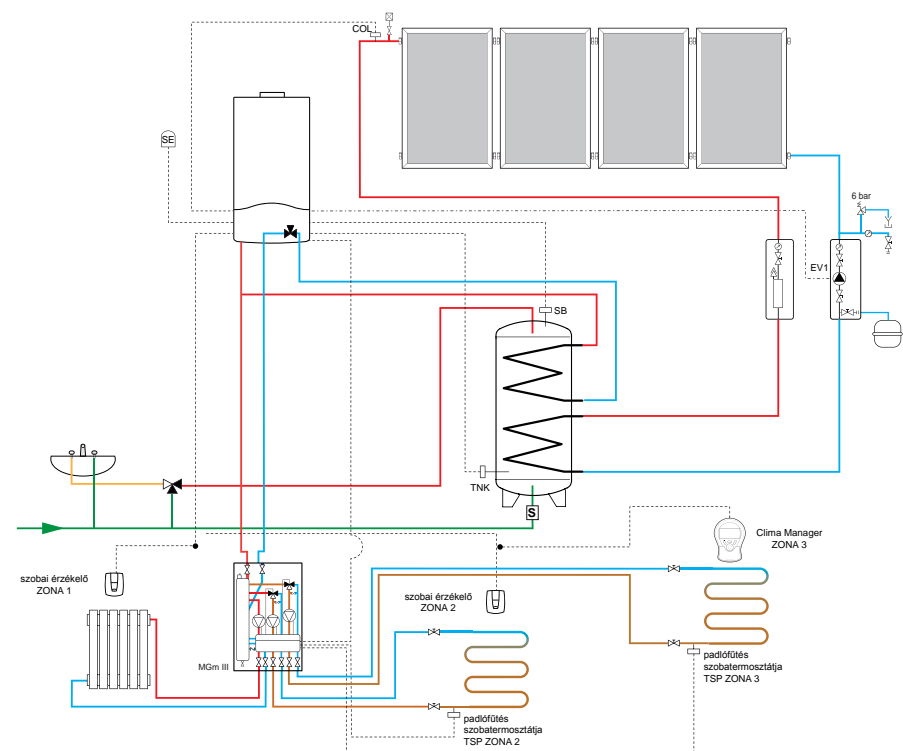 COL
SE
6 bar
EV1
SB
TNK
S
Clima Manager
ZONA 3
szobai érzékelő
ZONA 1
szobai érzékelő
ZONA 2
MGm III
padlófűtés
szobatermosztátja
TSP ZONA 3
padlófűtés
szobatermosztátja
TSP ZONA 2